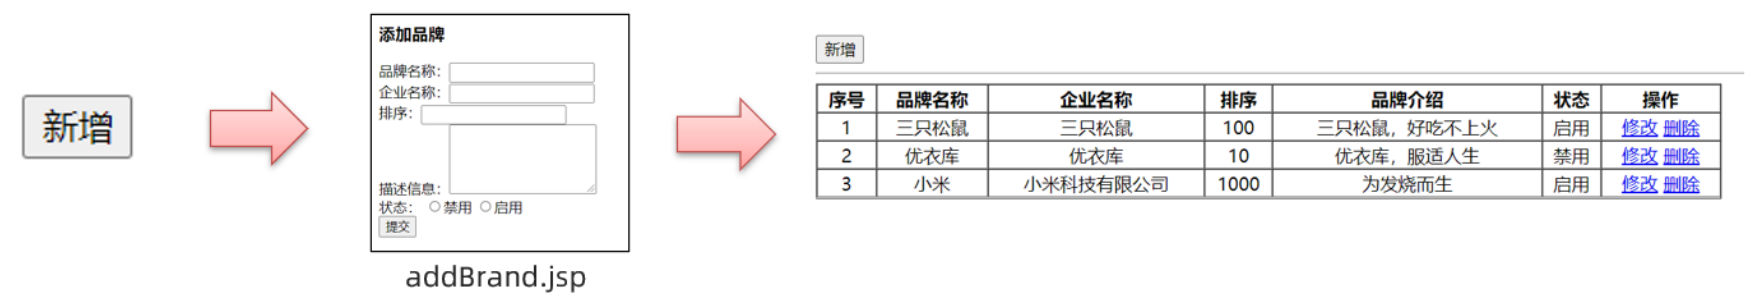 新增
添加品牌
品牌名称：
企业名称：
排序：
描述信息：
状态： 禁用 启用
提交
addBrand.jsp
新增
序号 品牌名称 企业名称 排序 品牌介绍 状态 操作
1 三只松鼠 三只松鼠 100 三只松鼠，好吃不上火 启用 修改 删除
2 优衣库 优衣库 10 优衣库，服适人生 禁用 修改 删除
3 小米 小米科技有限公司 1000 为发烧而生 启用 修改 删除